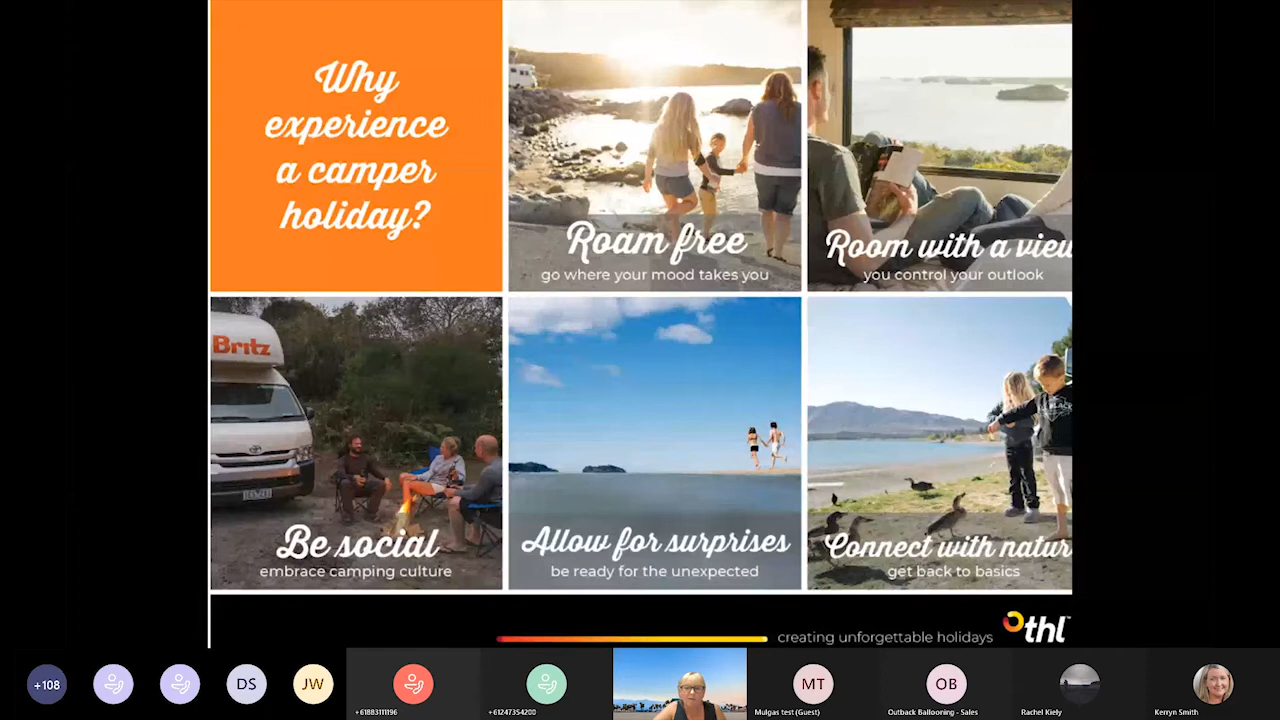 Why
experience
a camper
holiday?
Roam free
go where your mood takes you
Room with a view
you control your outlook
Britz
Be social
embrace camping culture
Allow for surprises
be ready for the unexpected
Connect with natur
get back to basics
creating unforgettable holidays
thl
+108
DS
JW
+61883111196
+61247354200
MT
Mulgas test (Guest)
OB
Outback Ballooning - Sales
Rachel Kiely
Kerryn Smith